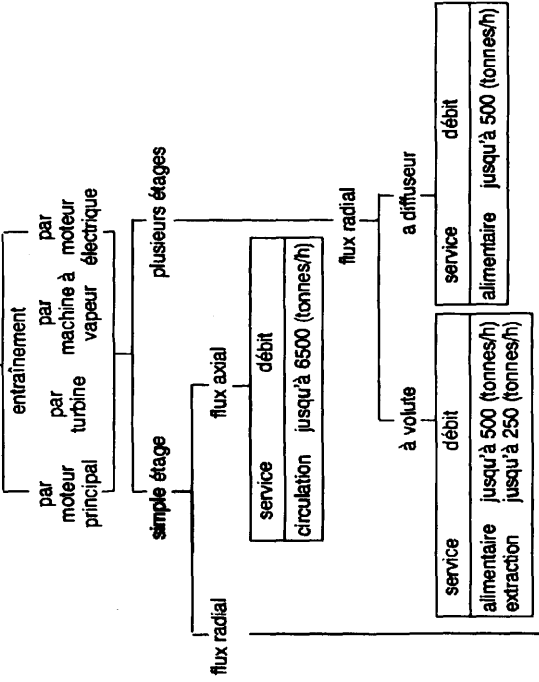 entraînement
par moteur principal
par turbine
par machine à vapeur
par moteur électrique
simple étage
plusieurs étages
flux radial
flux axial
service débit
circulation jusqu'à 6500 (tonnes/h)
flux radial
à volute
a diffuseur
service débit
alimentaire jusqu'à 500 (tonnes/h)
extraction jusqu'à 250 (tonnes/h)
service débit
alimentaire jusqu'à 500 (tonnes/h)